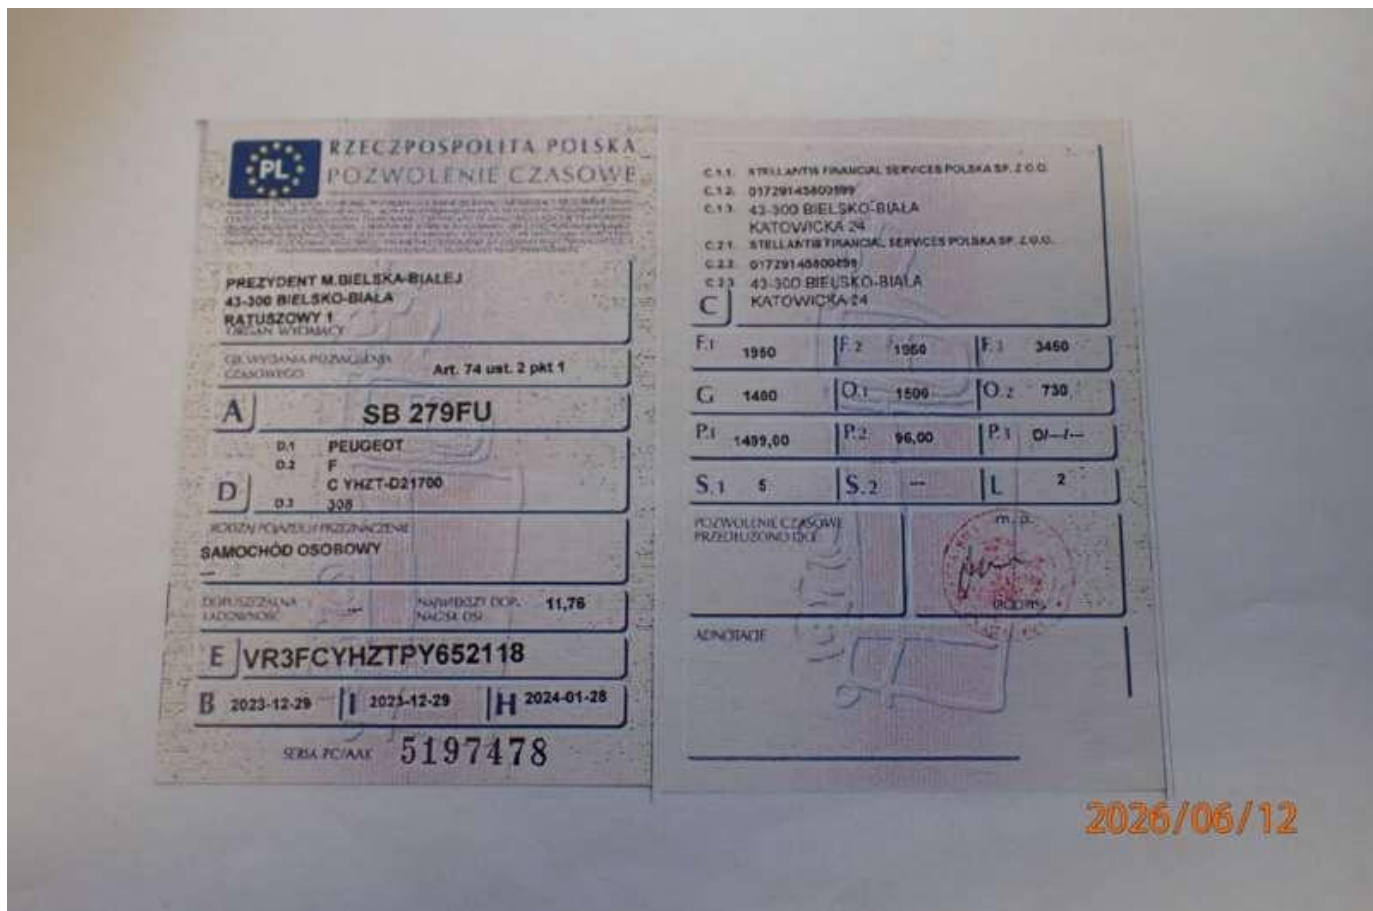 PL
RZECZPOSPOLITA POLSKA
POZWOLENIE CZASOWE
PREZYDENT M.BIELSKA-BIAŁEJ
43-300 BIELSKO-BIAŁA
RATUSZOWY 1
ORGAN WYDAJĄCY
CEL WYDANIA POZWOLENIA
CZASOWEGO
Art. 74 ust. 2 pkt 1
A SB 279FU
D.1 PEUGEOT
D.2 F
C YHZT-D21700
D
D.3 308
RODZAJ POJAZDU / PRZEZNACZENIE
SAMOCHÓD OSOBOWY
---
DOPUSZCZALNA ŁADOWNOŚĆ ---
NAJWIĘKSZY DOP. NACISK OSI 11,76
E VR3FCYHZTPY652118
B 2023-12-29 I 2023-12-29 H 2024-01-28
SERIA PC/AAK 5197478
C.1.1. STELLANTIS FINANCIAL SERVICES POLSKA SP. Z O.O.
C.1.2. 01729145800899
C.1.3. 43-300 BIELSKO-BIAŁA
KATOWICKA 24
C.2.1. STELLANTIS FINANCIAL SERVICES POLSKA SP. Z O.O.
C.2.2. 01729145800899
C.2.3. 43-300 BIELSKO-BIAŁA
KATOWICKA 24
C
F.1 1950 F.2 1950 F.3 3450
G 1400 O.1 1500 O.2 730
P.1 1499,00 P.2 96,00 P.3 O/---/---
S.1 5 S.2 --- L 2
POZWOLENIE CZASOWE
PRZEDŁUŻONO DO
m. p.
PODPIS
ADNOTACJE
2026/06/12